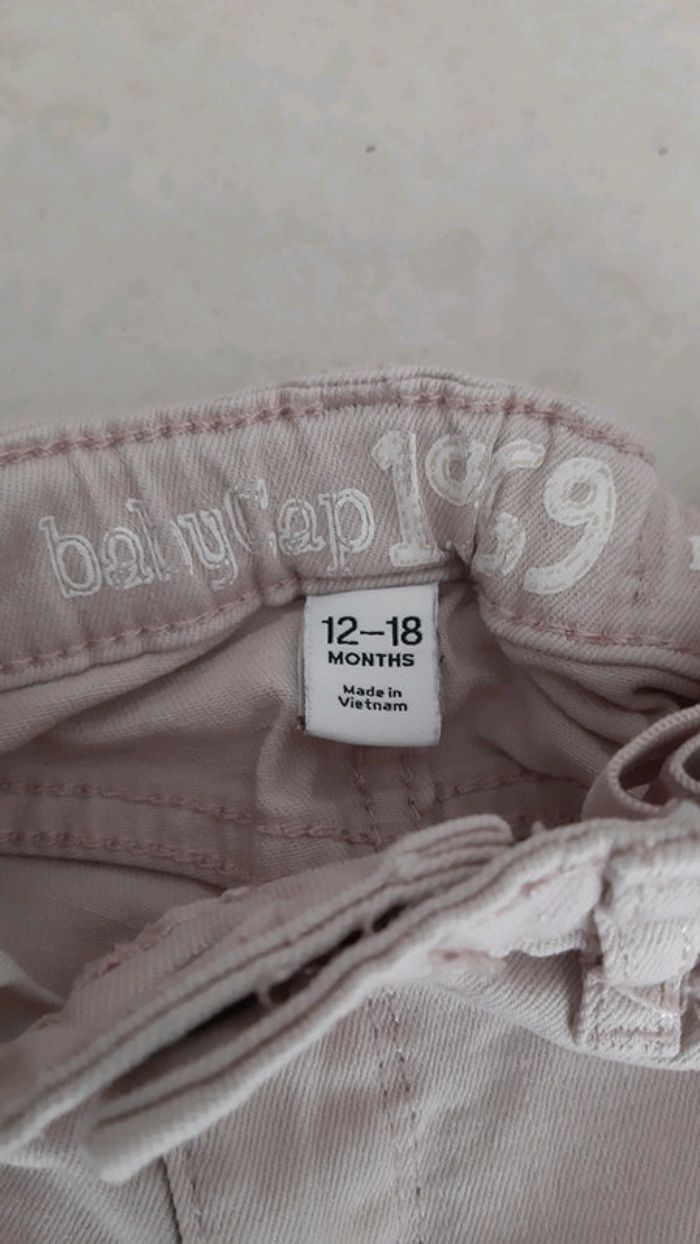 babyGap 1969
12–18
MONTHS
Made in
Vietnam